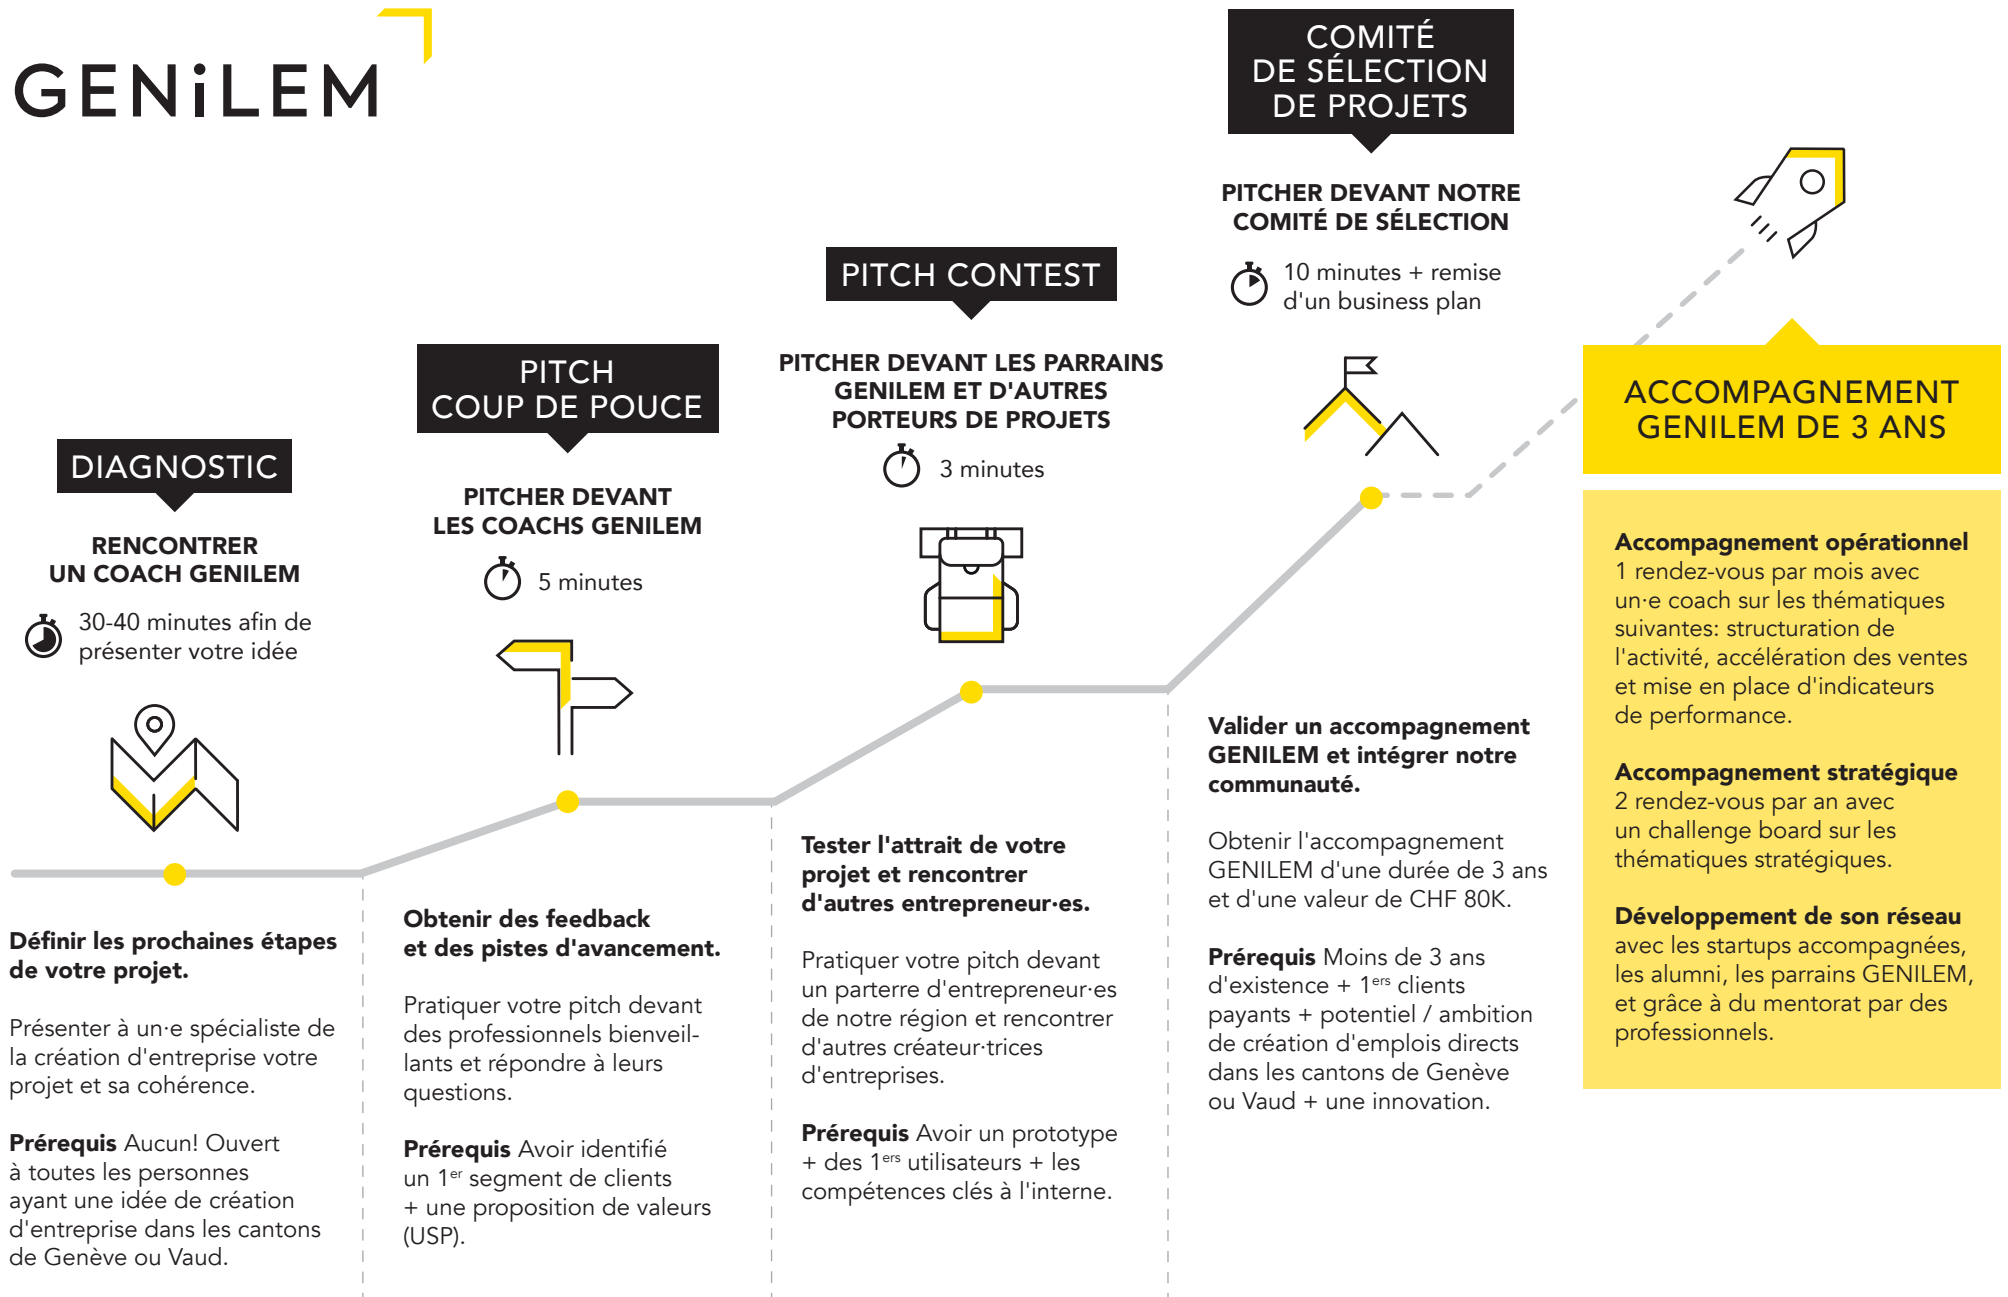 GENiLEM
DIAGNOSTIC
RENCONTRER
UN COACH GENILEM
30-40 minutes afin de
présenter votre idée
Définir les prochaines étapes
de votre projet.
Présenter à un·e spécialiste de
la création d'entreprise votre
projet et sa cohérence.
Prérequis Aucun! Ouvert
à toutes les personnes
ayant une idée de création
d'entreprise dans les cantons
de Genève ou Vaud.
PITCH
COUP DE POUCE
PITCHER DEVANT
LES COACHS GENILEM
5 minutes
Obtenir des feedback
et des pistes d'avancement.
Pratiquer votre pitch devant
des professionnels bienveil-
lants et répondre à leurs
questions.
Prérequis Avoir identifié
un 1er segment de clients
+ une proposition de valeurs
(USP).
PITCH CONTEST
PITCHER DEVANT LES PARRAINS
GENILEM ET D'AUTRES
PORTEURS DE PROJETS
3 minutes
Tester l'attrait de votre
projet et rencontrer
d'autres entrepreneur·es.
Pratiquer votre pitch devant
un parterre d'entrepreneur·es
de notre région et rencontrer
d'autres créateur·trices
d'entreprises.
Prérequis Avoir un prototype
+ des 1ers utilisateurs + les
compétences clés à l'interne.
COMITÉ
DE SÉLECTION
DE PROJETS
PITCHER DEVANT NOTRE
COMITÉ DE SÉLECTION
10 minutes + remise
d'un business plan
Valider un accompagnement
GENILEM et intégrer notre
communauté.
Obtenir l'accompagnement
GENILEM d'une durée de 3 ans
et d'une valeur de CHF 80K.
Prérequis Moins de 3 ans
d'existence + 1ers clients
payants + potentiel / ambition
de création d'emplois directs
dans les cantons de Genève
ou Vaud + une innovation.
ACCOMPAGNEMENT
GENILEM DE 3 ANS
Accompagnement opérationnel
1 rendez-vous par mois avec
un·e coach sur les thématiques
suivantes: structuration de
l'activité, accélération des ventes
et mise en place d'indicateurs
de performance.
Accompagnement stratégique
2 rendez-vous par an avec
un challenge board sur les
thématiques stratégiques.
Développement de son réseau
avec les startups accompagnées,
les alumni, les parrains GENILEM,
et grâce à du mentorat par des
professionnels.